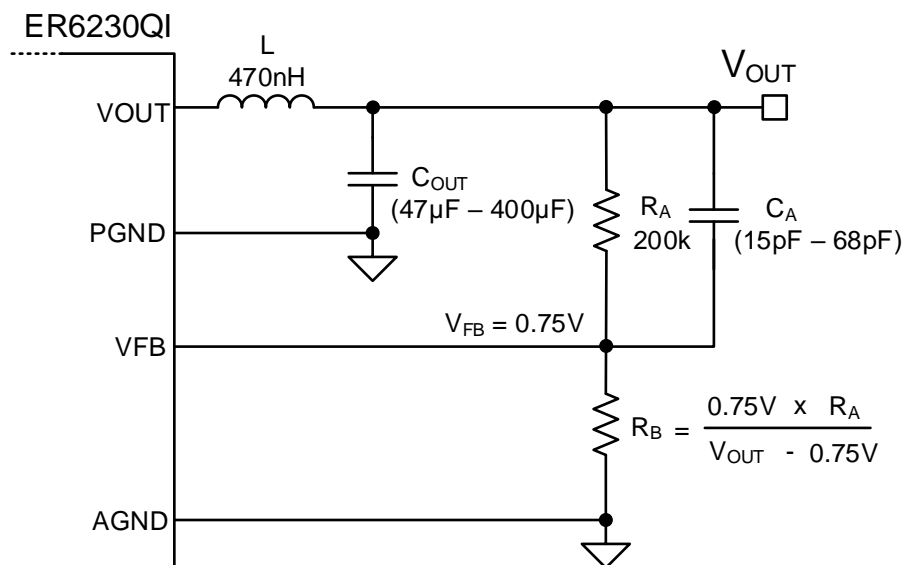 ER6230QI
L
470nH
VOUT
VOUT
COUT
(47µF – 400µF)
RA
200k
CA
(15pF – 68pF)
PGND
VFB = 0.75V
VFB
RB = 0.75V x RA
VOUT - 0.75V
AGND